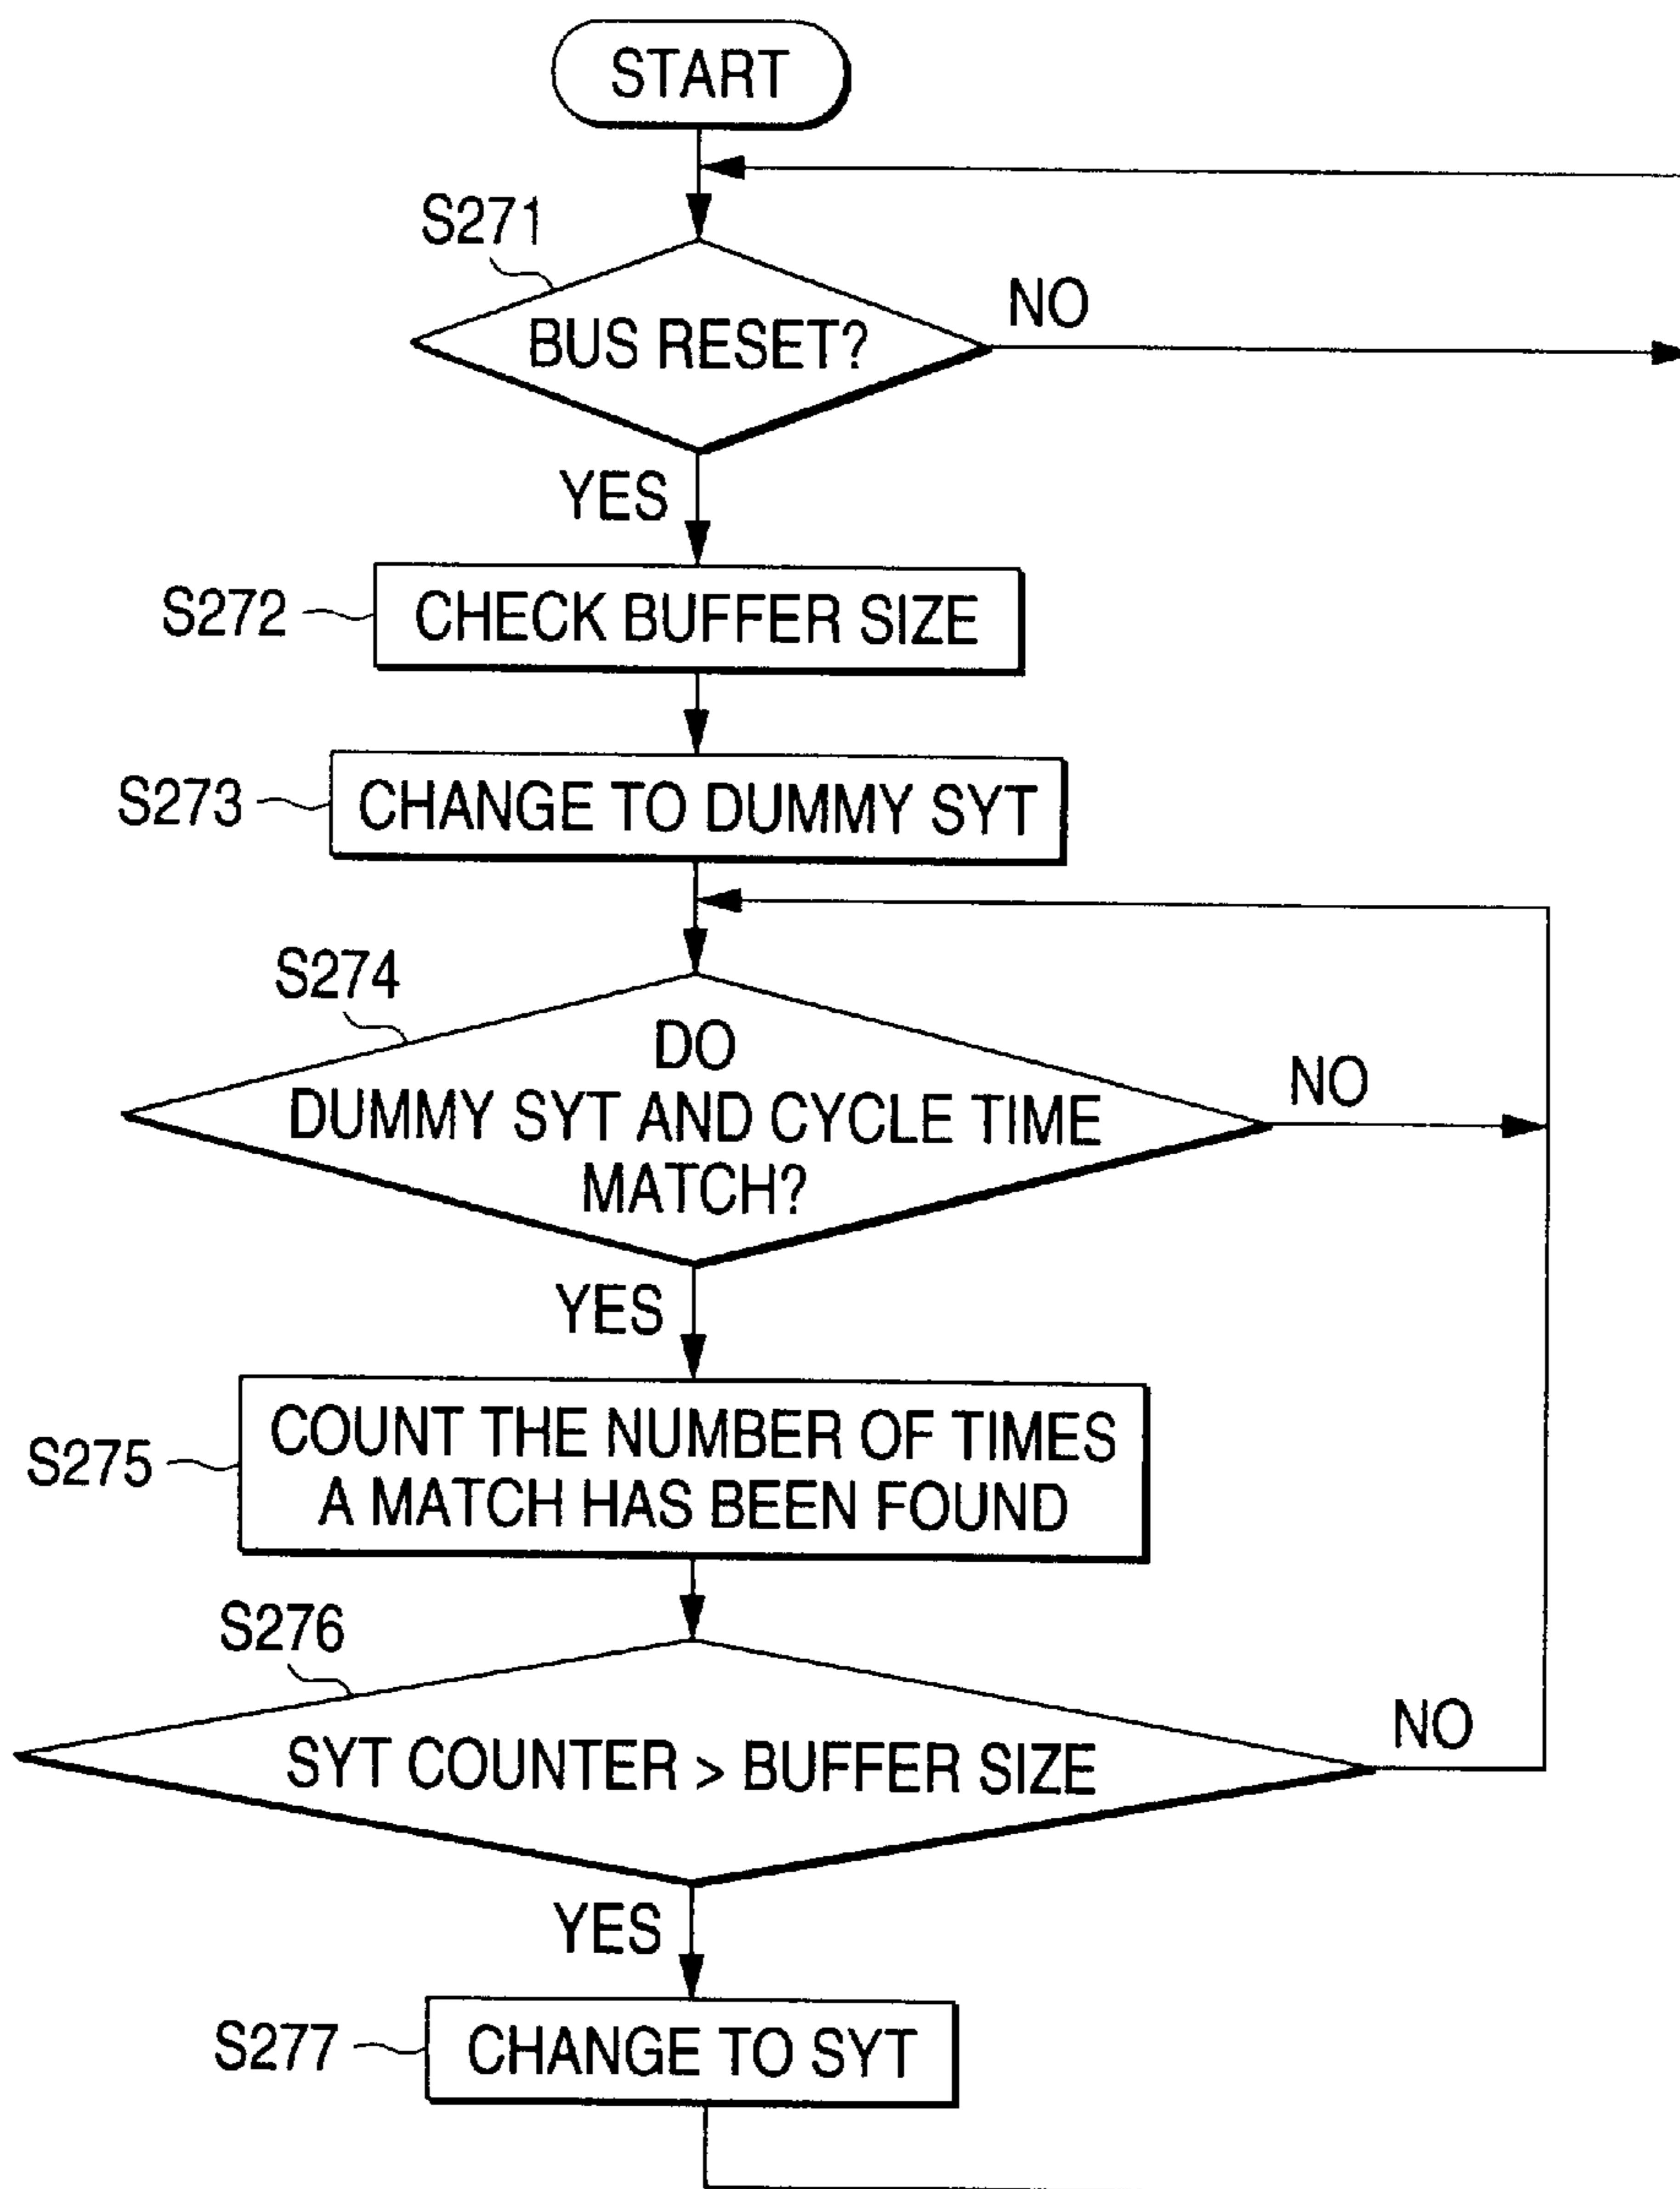 START
S271
BUS RESET?
NO
YES
S272
CHECK BUFFER SIZE
S273
CHANGE TO DUMMY SYT
S274
DO
DUMMY SYT AND CYCLE TIME
MATCH?
NO
YES
S275
COUNT THE NUMBER OF TIMES
A MATCH HAS BEEN FOUND
S276
SYT COUNTER > BUFFER SIZE
NO
YES
S277
CHANGE TO SYT